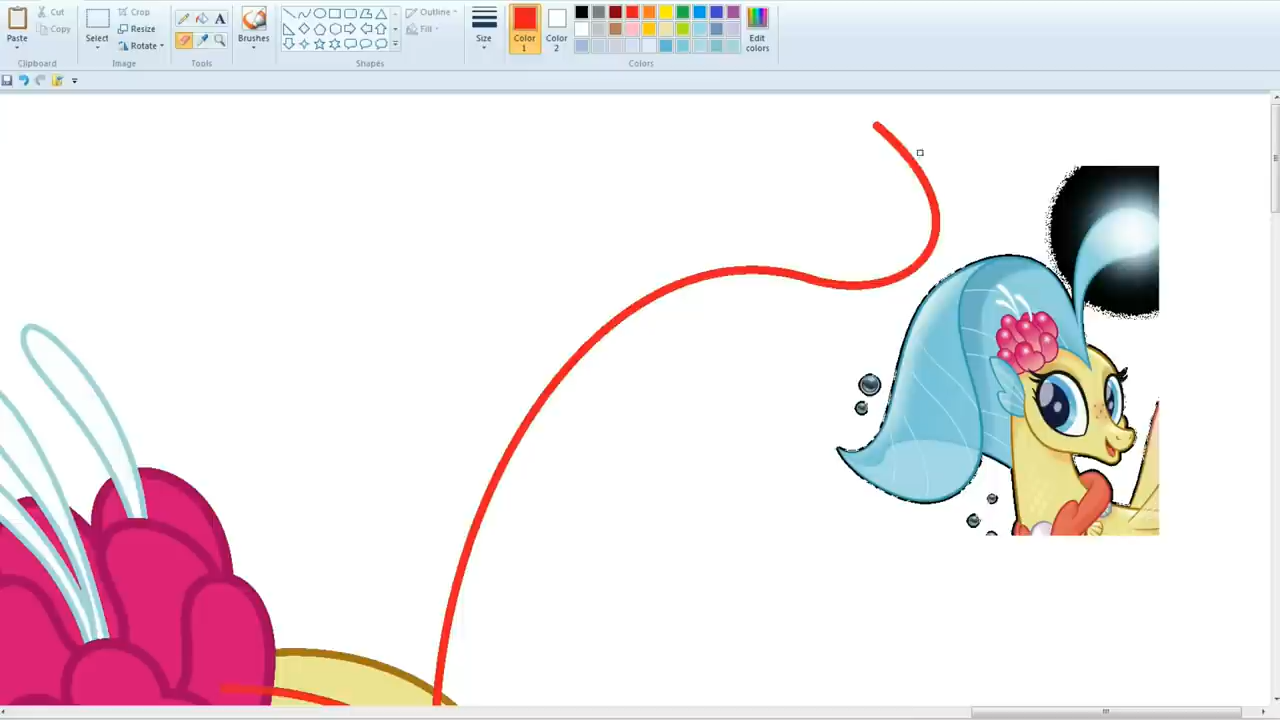 Cut
Crop
Outline
Copy
Resize
Fill
Paste
Select
Rotate
A
Brushes
Size
Color
1
Color
2
Edit
colors
Clipboard
Image
Tools
Shapes
Colors